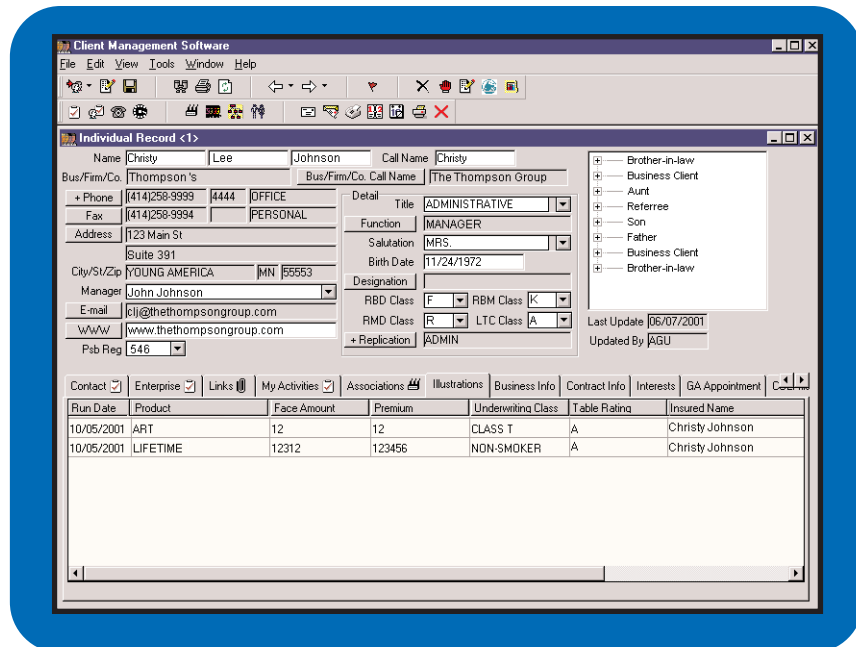 Client Management Software
File Edit View Tools Window Help
Individual Record <1>
Name Christy Lee Johnson Call Name Christy
Bus/Firm/Co. Thompson's Bus/Firm/Co. Call Name The Thompson Group
+ Phone (414)258-9999 4444 OFFICE
Fax (414)258-9994 PERSONAL
Address 123 Main St
Suite 391
City/St/Zip YOUNG AMERICA MN 55553
Manager John Johnson
E-mail clj@thethompsongroup.com
WWW www.thethompsongroup.com
Psb Reg 546
Detail
Title ADMINISTRATIVE
Function MANAGER
Salutation MRS.
Birth Date 11/24/1972
Designation
RBD Class F RBM Class K
RMD Class R LTC Class A
+ Replication ADMIN
Brother-in-law
Business Client
Aunt
Referree
Son
Father
Business Client
Brother-in-law
Last Update 06/07/2001
Updated By AGU
Contact Enterprise Links My Activities Associations Illustrations Business Info Contract Info Interests GA Appointment
Run Date Product Face Amount Premium Underwriting Class Table Rating Insured Name
10/05/2001 ART 12 12 CLASS T A Christy Johnson
10/05/2001 LIFETIME 12312 123456 NON-SMOKER A Christy Johnson